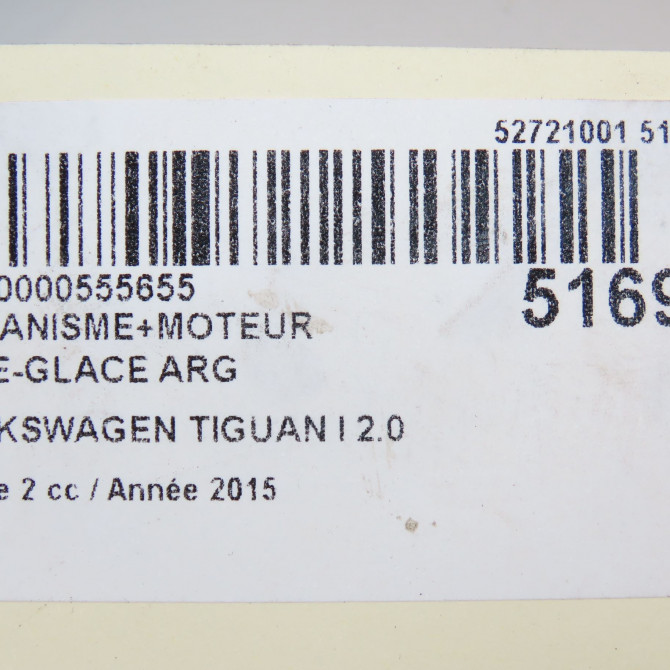 52721001 51
0000555655
5169
ANISME+MOTEUR
E-GLACE ARG
KSWAGEN TIGUAN I 2.0
e 2 cc / Année 2015